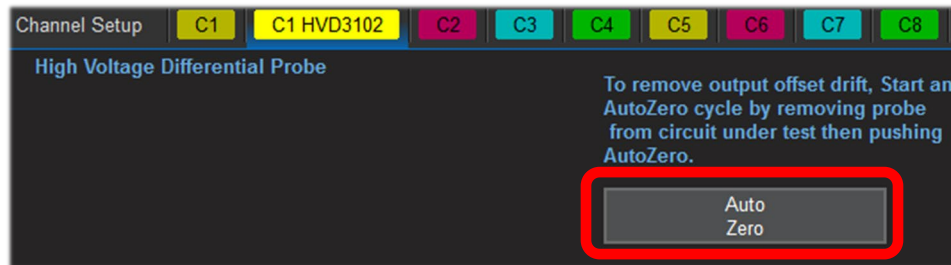 Channel Setup C1 C1 HVD3102 C2 C3 C4 C5 C6 C7 C8
High Voltage Differential Probe
To remove output offset drift, Start an
AutoZero cycle by removing probe
from circuit under test then pushing
AutoZero.
Auto
Zero